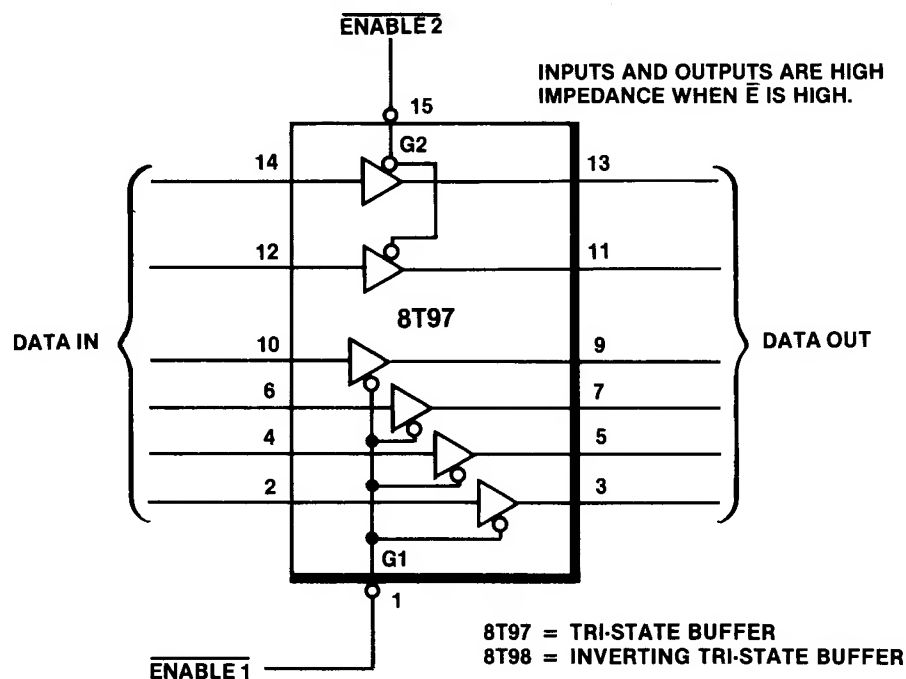 ENABLE 2
INPUTS AND OUTPUTS ARE HIGH
IMPEDANCE WHEN E̅ IS HIGH.
15
G2
14
13
12
11
8T97
DATA IN
DATA OUT
10
9
6
7
4
5
2
3
G1
1
ENABLE 1
8T97 = TRI-STATE BUFFER
8T98 = INVERTING TRI-STATE BUFFER